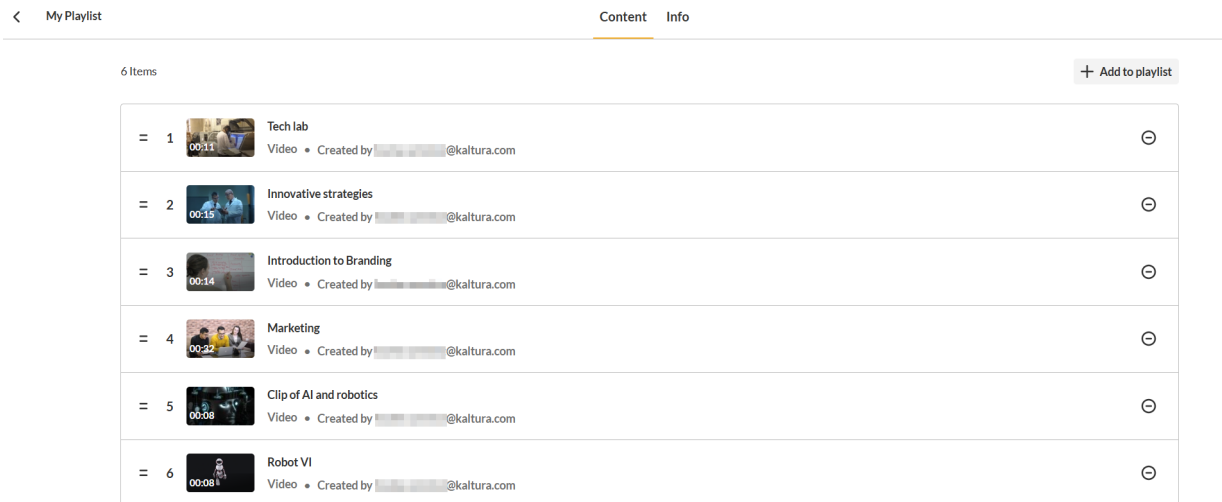 My Playlist
Content Info
6 Items
+ Add to playlist
1
00:11
Tech lab
Video • Created by @kaltura.com
2
00:15
Innovative strategies
Video • Created by @kaltura.com
3
00:14
Introduction to Branding
Video • Created by @kaltura.com
4
00:32
Marketing
Video • Created by @kaltura.com
5
00:08
Clip of AI and robotics
Video • Created by @kaltura.com
6
00:08
Robot VI
Video • Created by @kaltura.com